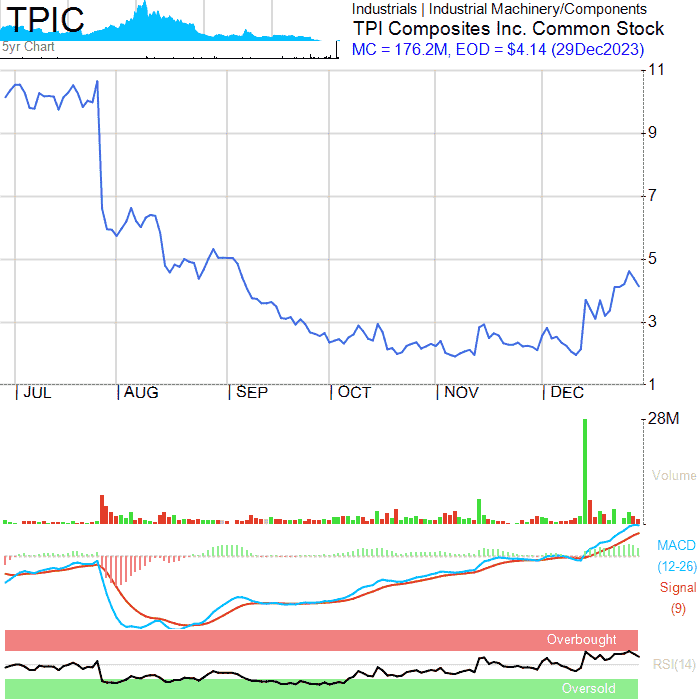 TPIC
5yr Chart
Industrials | Industrial Machinery/Components
TPI Composites Inc. Common Stock
MC = 176.2M, EOD = $4.14 (29Dec2023)
11
9
7
5
3
1
JUL
AUG
SEP
OCT
NOV
DEC
28M
Volume
MACD
(12-26)
Signal
(9)
Overbought
RSI(14)
Oversold